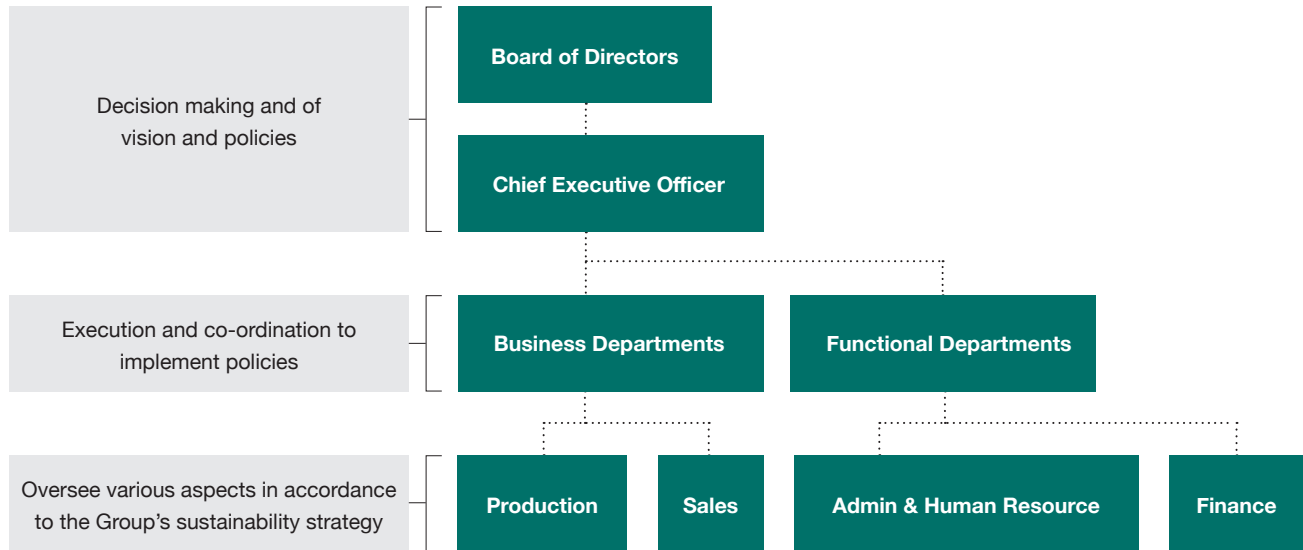 Board of Directors
Decision making and of
vision and policies
Chief Executive Officer
Execution and co-ordination to
implement policies
Business Departments
Functional Departments
Oversee various aspects in accordance
to the Group’s sustainability strategy
Production
Sales
Admin & Human Resource
Finance